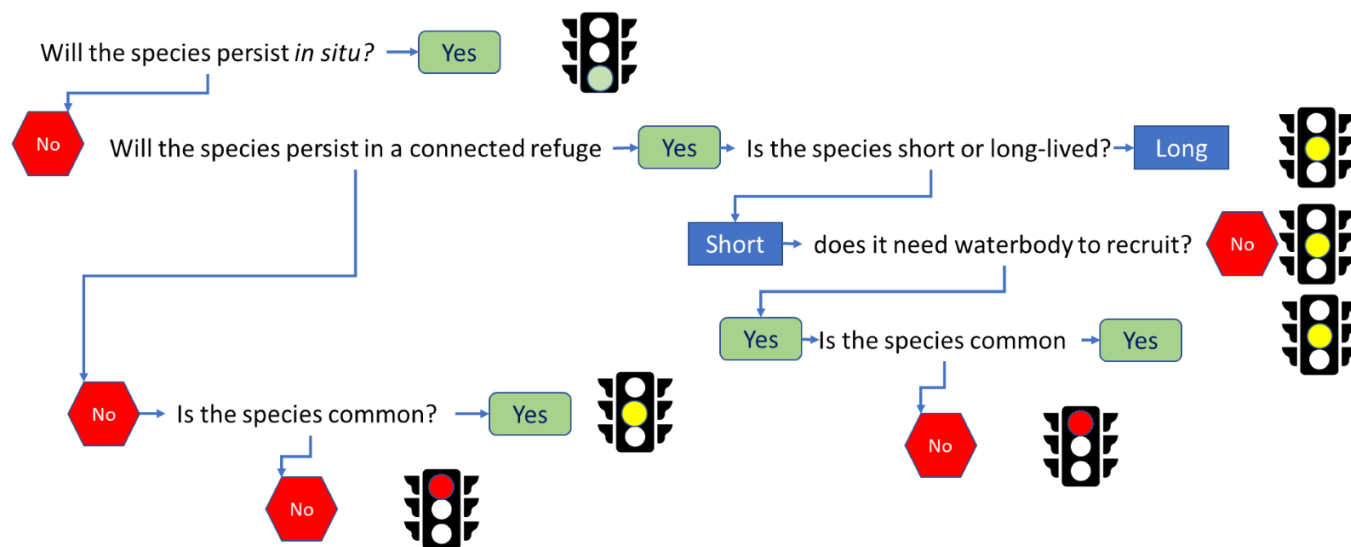 Will the species persist in situ?
Yes
No
Will the species persist in a connected refuge
Yes
Is the species short or long-lived?
Long
Short
does it need waterbody to recruit?
No
Yes
Is the species common
Yes
No
No
Is the species common?
Yes
No